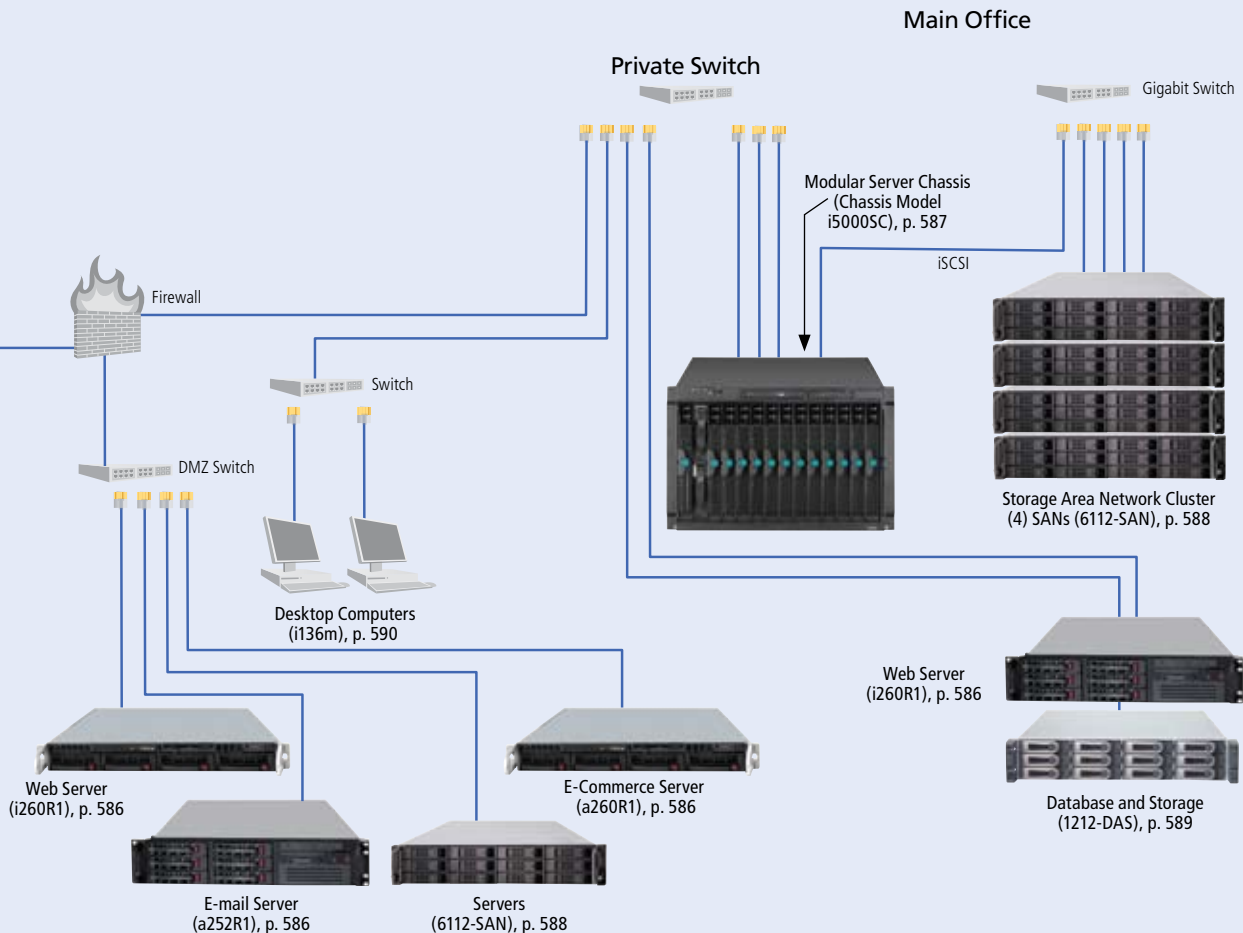 Main Office
Private Switch
Gigabit Switch
Modular Server Chassis
(Chassis Model
i5000SC), p. 587
iSCSI
Firewall
Switch
DMZ Switch
Storage Area Network Cluster
(4) SANs (6112-SAN), p. 588
Desktop Computers
(i136m), p. 590
Web Server
(i260R1), p. 586
Web Server
(i260R1), p. 586
E-Commerce Server
(a260R1), p. 586
Database and Storage
(1212-DAS), p. 589
E-mail Server
(a252R1), p. 586
Servers
(6112-SAN), p. 588